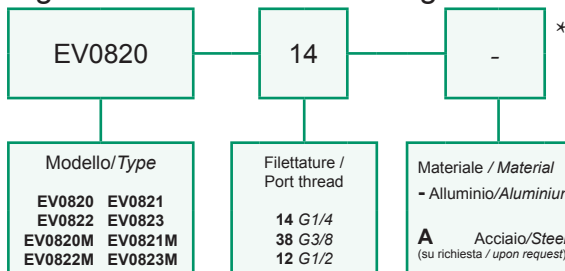 EV0820 14 - *
Modello/Type
EV0820 EV0821
EV0822 EV0823
EV0820M EV0821M
EV0822M EV0823M
Filettature /
Port thread
14 G1/4
38 G3/8
12 G1/2
Materiale / Material
- Alluminio/Aluminiu
A Acciaio/Steel
(su richiesta / upon request)